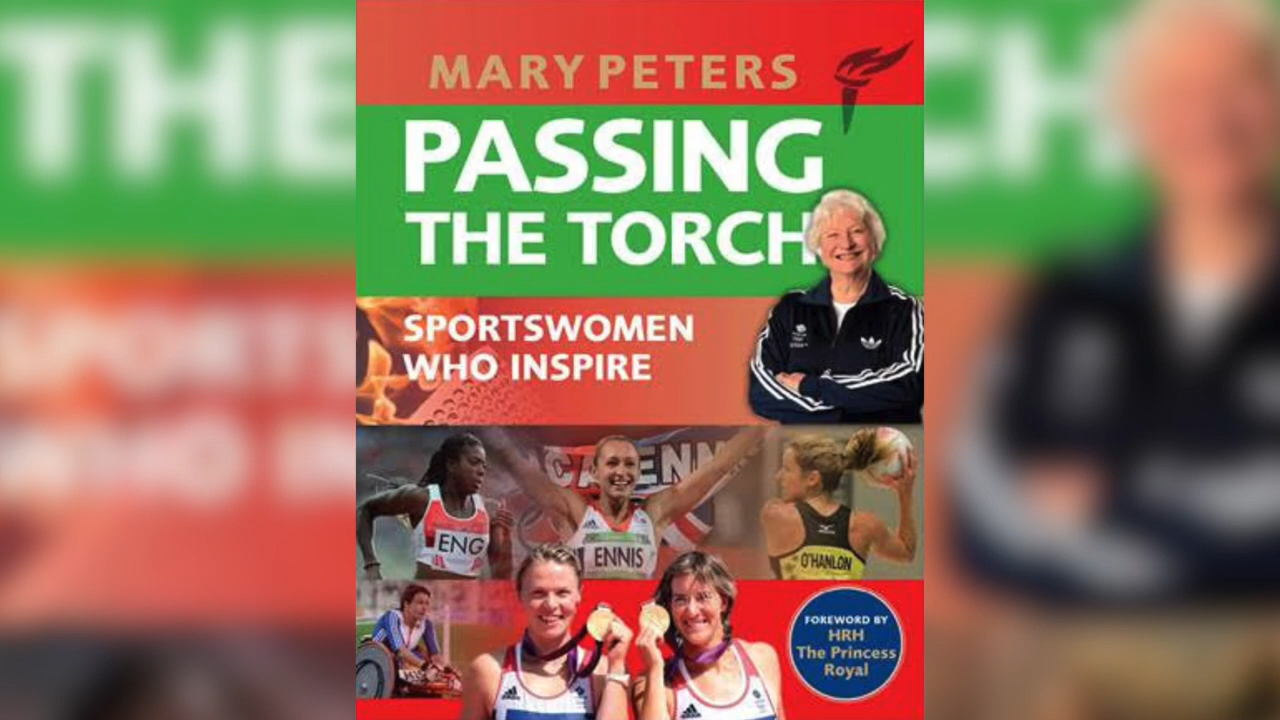 MARY PETERS
PASSING
THE TORCH
SPORTSWOMEN
WHO INSPIRE
ENG
ENNIS
O'HANLON
FOREWORD BY
HRH
The Princess
Royal